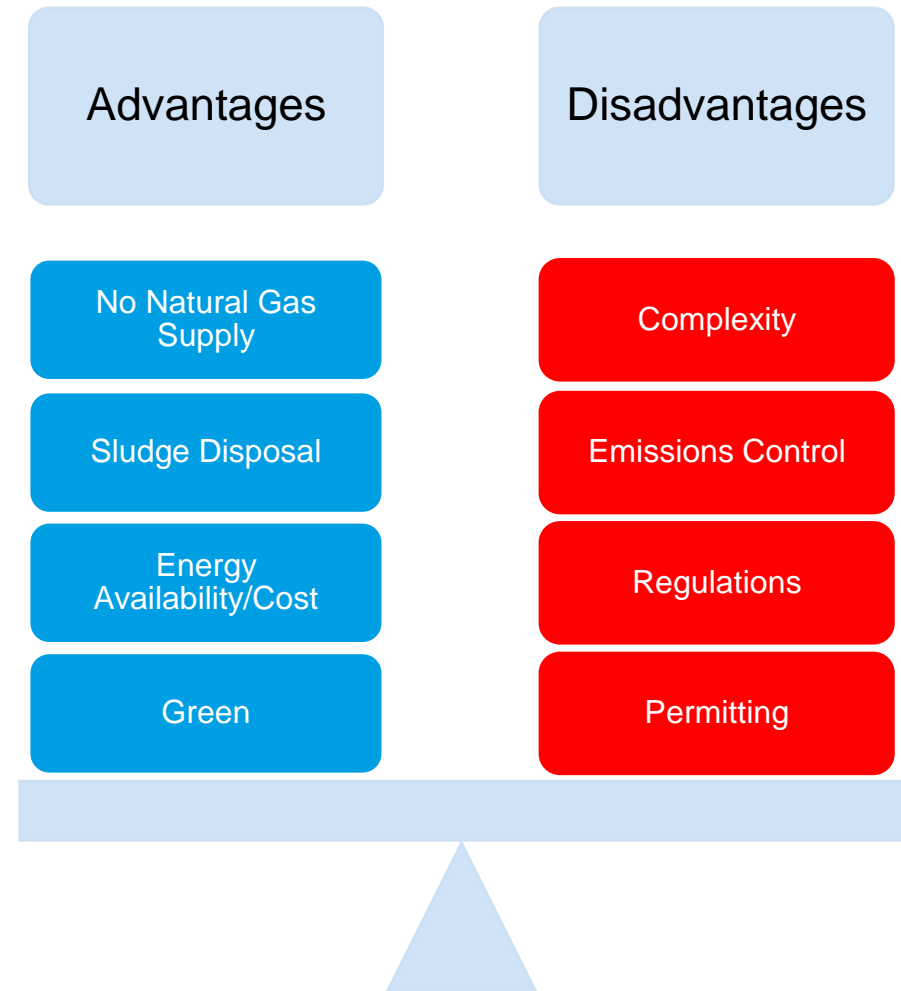 Advantages
Disadvantages
No Natural Gas
Supply
Sludge Disposal
Energy
Availability/Cost
Green
Complexity
Emissions Control
Regulations
Permitting